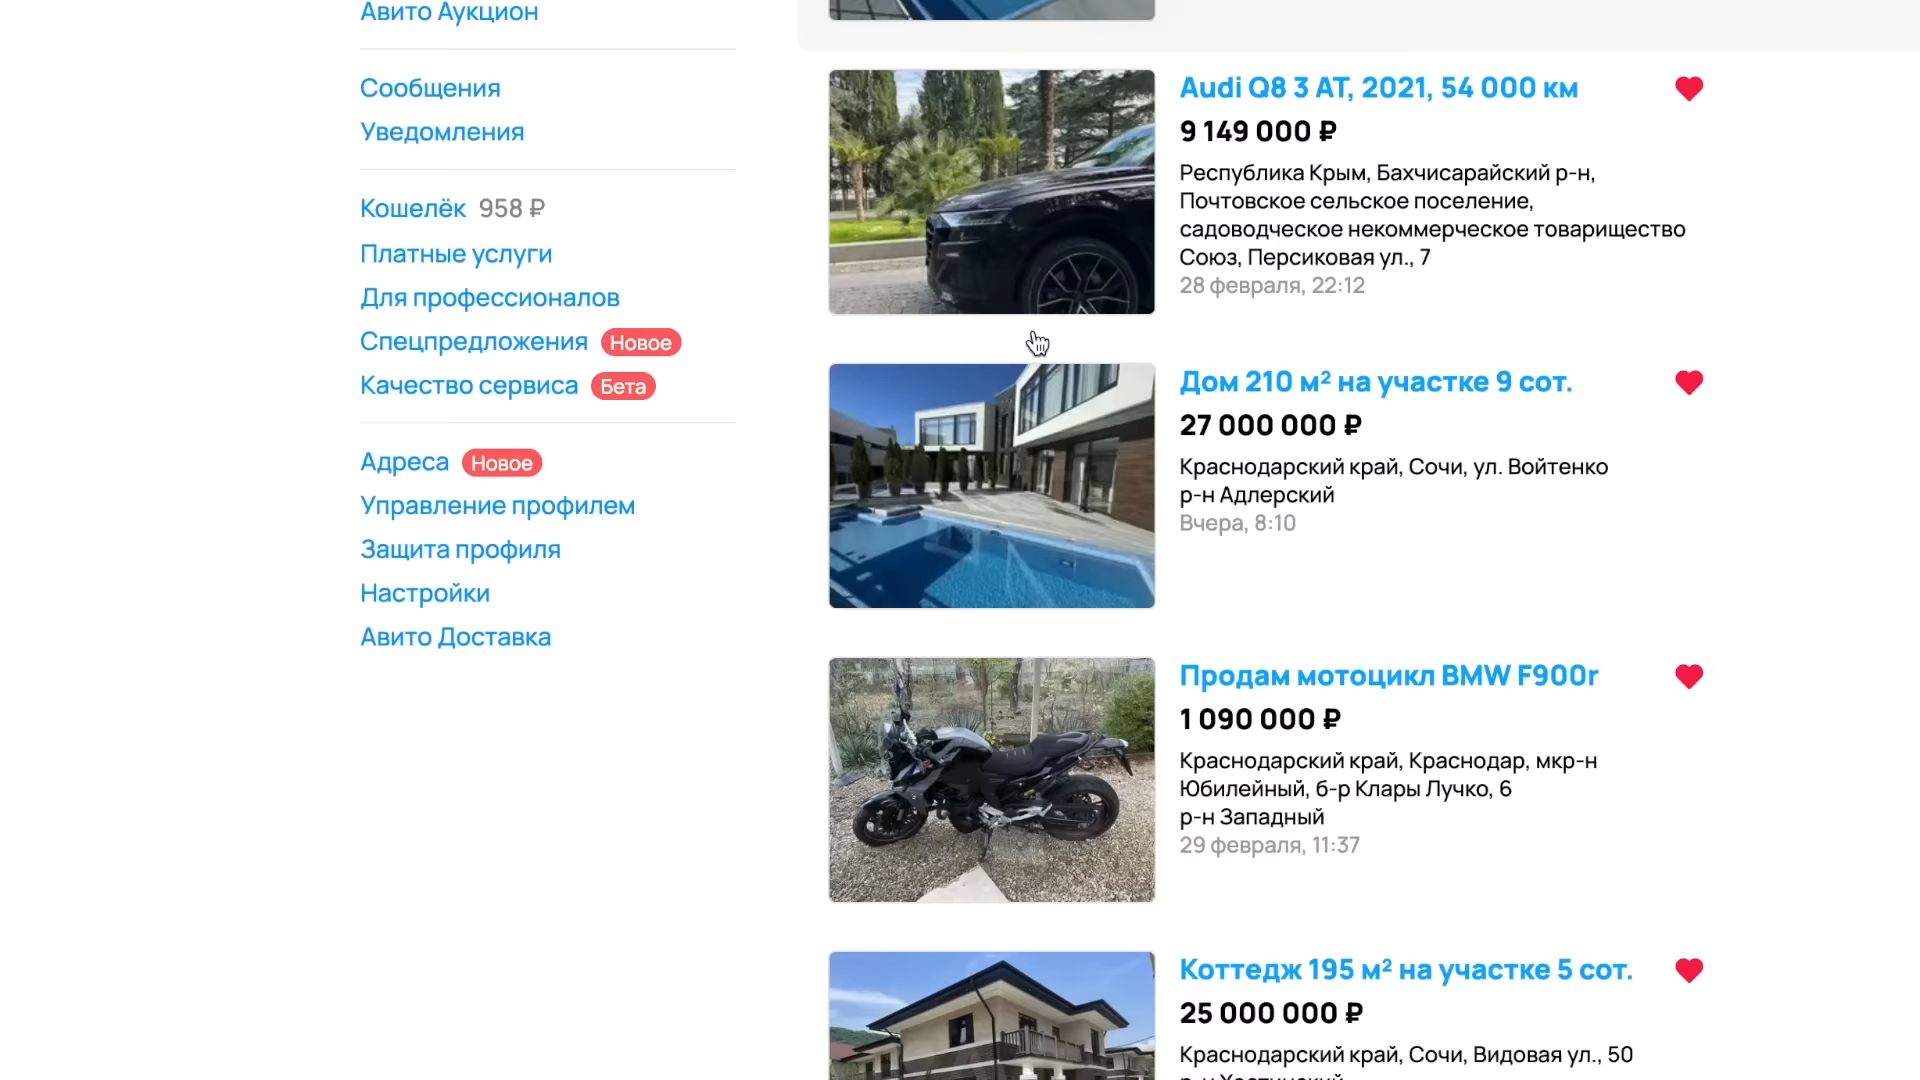 Авито Аукцион
Сообщения
Уведомления
Кошелёк 958 ₽
Платные услуги
Для профессионалов
Спецпредложения Новое
Качество сервиса Бета
Адреса Новое
Управление профилем
Защита профиля
Настройки
Авито Доставка
Audi Q8 3 AT, 2021, 54 000 км
9 149 000 ₽
Республика Крым, Бахчисарайский р-н,
Почтовское сельское поселение,
садоводческое некоммерческое товарищество
Союз, Персиковая ул., 7
28 февраля, 22:12
Дом 210 м² на участке 9 сот.
27 000 000 ₽
Краснодарский край, Сочи, ул. Войтенко
р-н Адлерский
Вчера, 8:10
Продам мотоцикл BMW F900r
1 090 000 ₽
Краснодарский край, Краснодар, мкр-н
Юбилейный, б-р Клары Лучко, 6
р-н Западный
29 февраля, 11:37
Коттедж 195 м² на участке 5 сот.
25 000 000 ₽
Краснодарский край, Сочи, Видовая ул., 50
р-н Хостинский